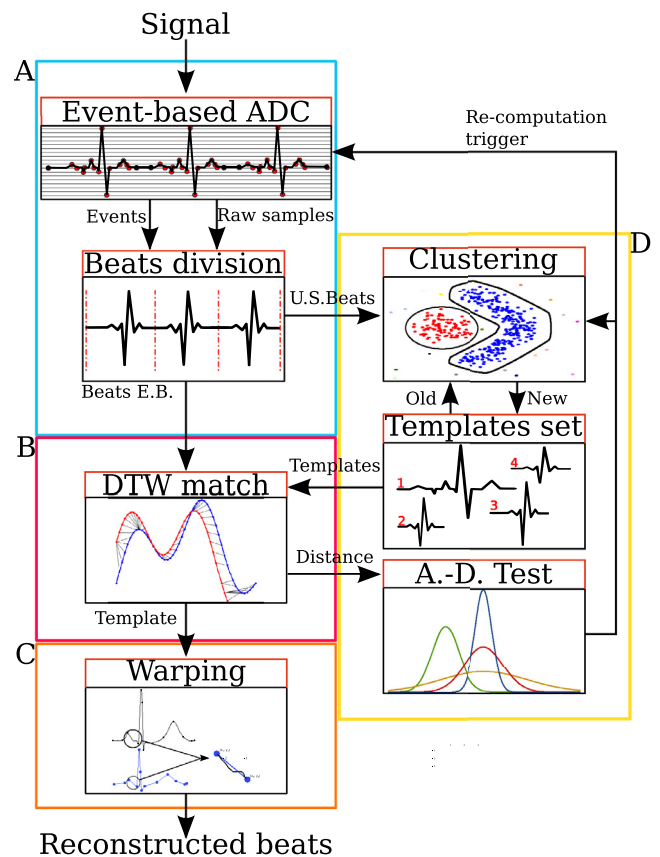 Signal
A
Event-based ADC
Re-computation
trigger
Events
Raw samples
D
Beats division
Clustering
U.S.Beats
Beats E.B.
Old
New
B
Templates set
Templates
DTW match
1
4
2
3
Distance
A.-D. Test
Template
C
Warping
Reconstructed beats